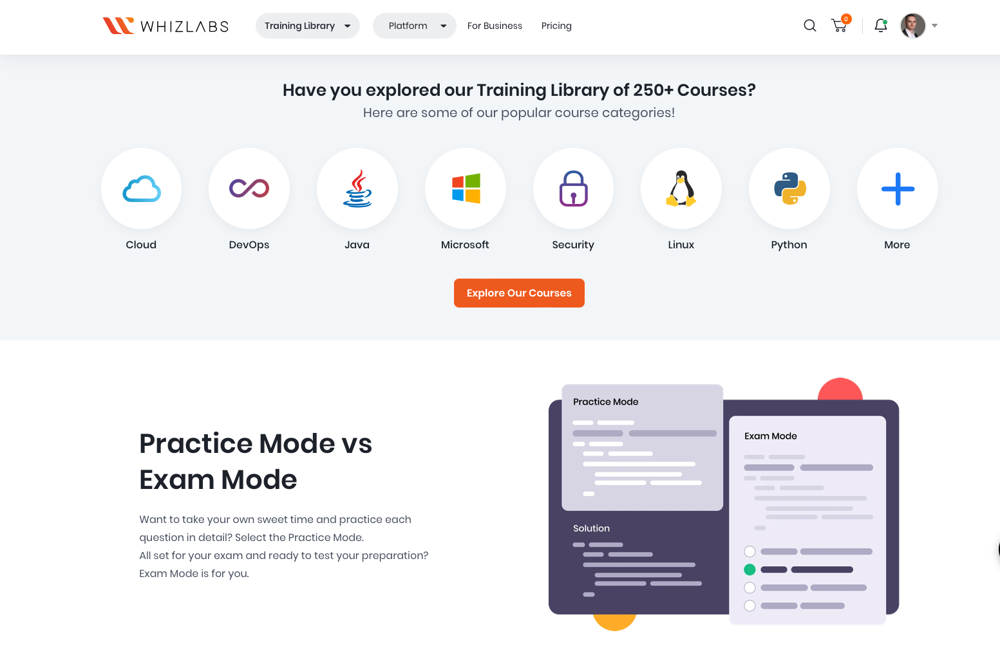 WHIZLABS
Training Library
Platform
For Business
Pricing
0
Have you explored our Training Library of 250+ Courses?
Here are some of our popular course categories!
Cloud
DevOps
Java
Microsoft
Security
Linux
Python
More
Explore Our Courses
Practice Mode vs
Exam Mode
Want to take your own sweet time and practice each
question in detail? Select the Practice Mode.
All set for your exam and ready to test your preparation?
Exam Mode is for you.
Practice Mode
Solution
Exam Mode